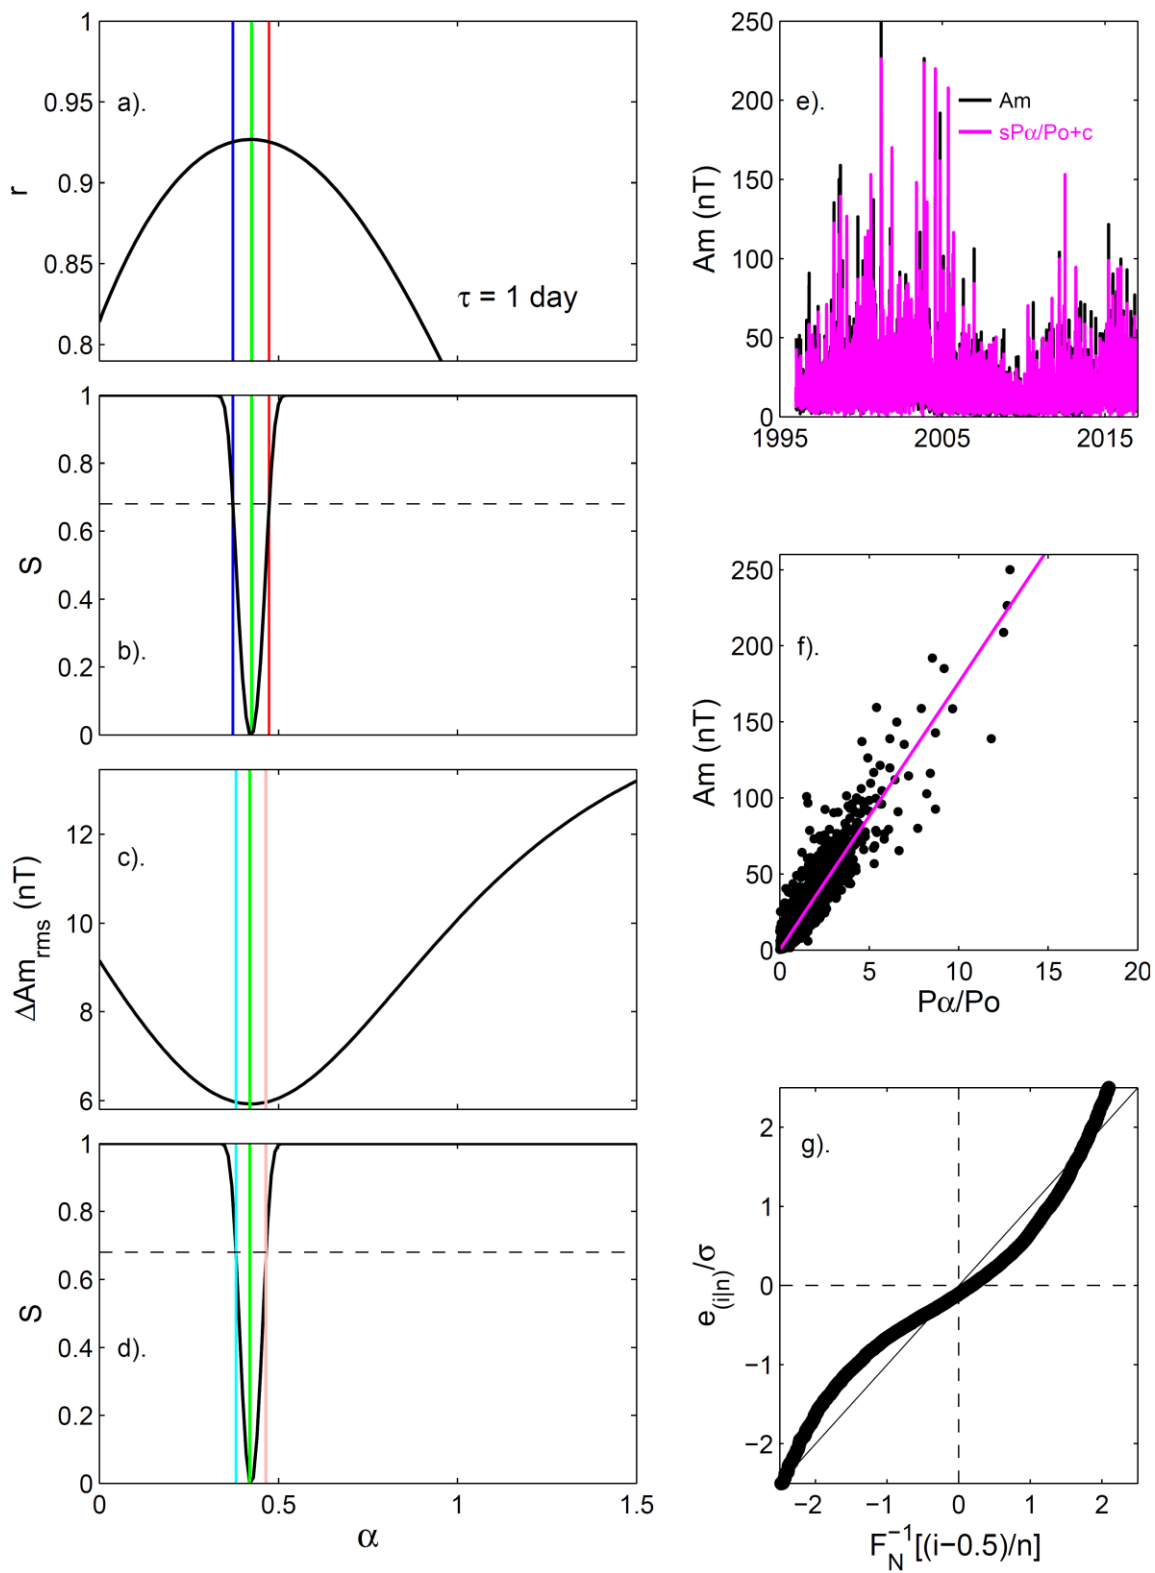 1
0.95
0.9
0.85
0.8
r
a).
τ = 1 day
1
0.8
0.6
0.4
0.2
0
S
b).
12
10
8
6
ΔAm_rms (nT)
c).
1
0.8
0.6
0.4
0.2
0
S
d).
0 0.5 1 1.5
α
250
200
150
100
50
0
Am (nT)
e).
Am
sPα/Po+c
1995 2005 2015
250
200
150
100
50
0
Am (nT)
f).
0 5 10 15 20
Pα/Po
2
1
0
−1
−2
e_(i|n)/σ
g).
−2 −1 0 1 2
F_N^−1[(i−0.5)/n]